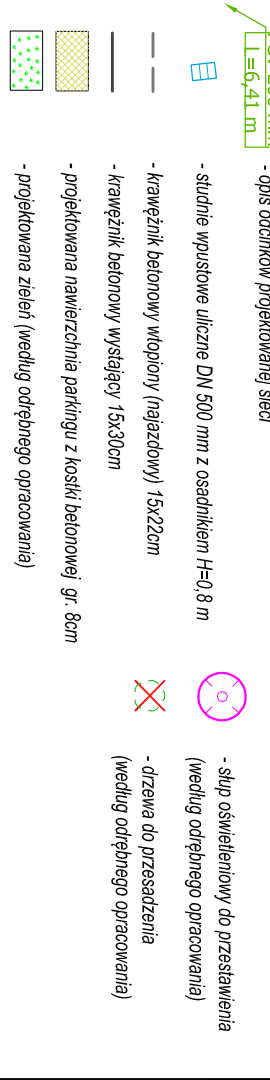 L=6,41 m
- opis odcinków projektowanej sieci
- studnie wpustowe uliczne DN 500 mm z osadnikiem H=0,8 m
- krawężnik betonowy wtopiony (najazdowy) 15x22cm
- krawężnik betonowy wystający 15x30cm
- projektowana nawierzchnia parkingu z kostki betonowej gr. 8cm
- projektowana zieleń (według odrębnego opracowania)
- słup oświetleniowy do przestawienia
(według odrębnego opracowania)
- drzewa do przesadzenia
(według odrębnego opracowania)